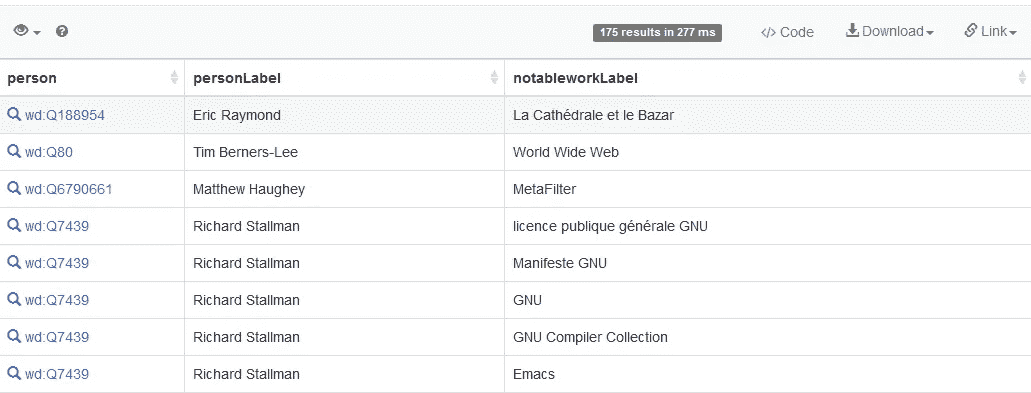 175 results in 277 ms </> Code Download Link
person personLabel notableworkLabel
wd:Q188954 Eric Raymond La Cathédrale et le Bazar
wd:Q80 Tim Berners-Lee World Wide Web
wd:Q6790661 Matthew Haughey MetaFilter
wd:Q7439 Richard Stallman licence publique générale GNU
wd:Q7439 Richard Stallman Manifeste GNU
wd:Q7439 Richard Stallman GNU
wd:Q7439 Richard Stallman GNU Compiler Collection
wd:Q7439 Richard Stallman Emacs